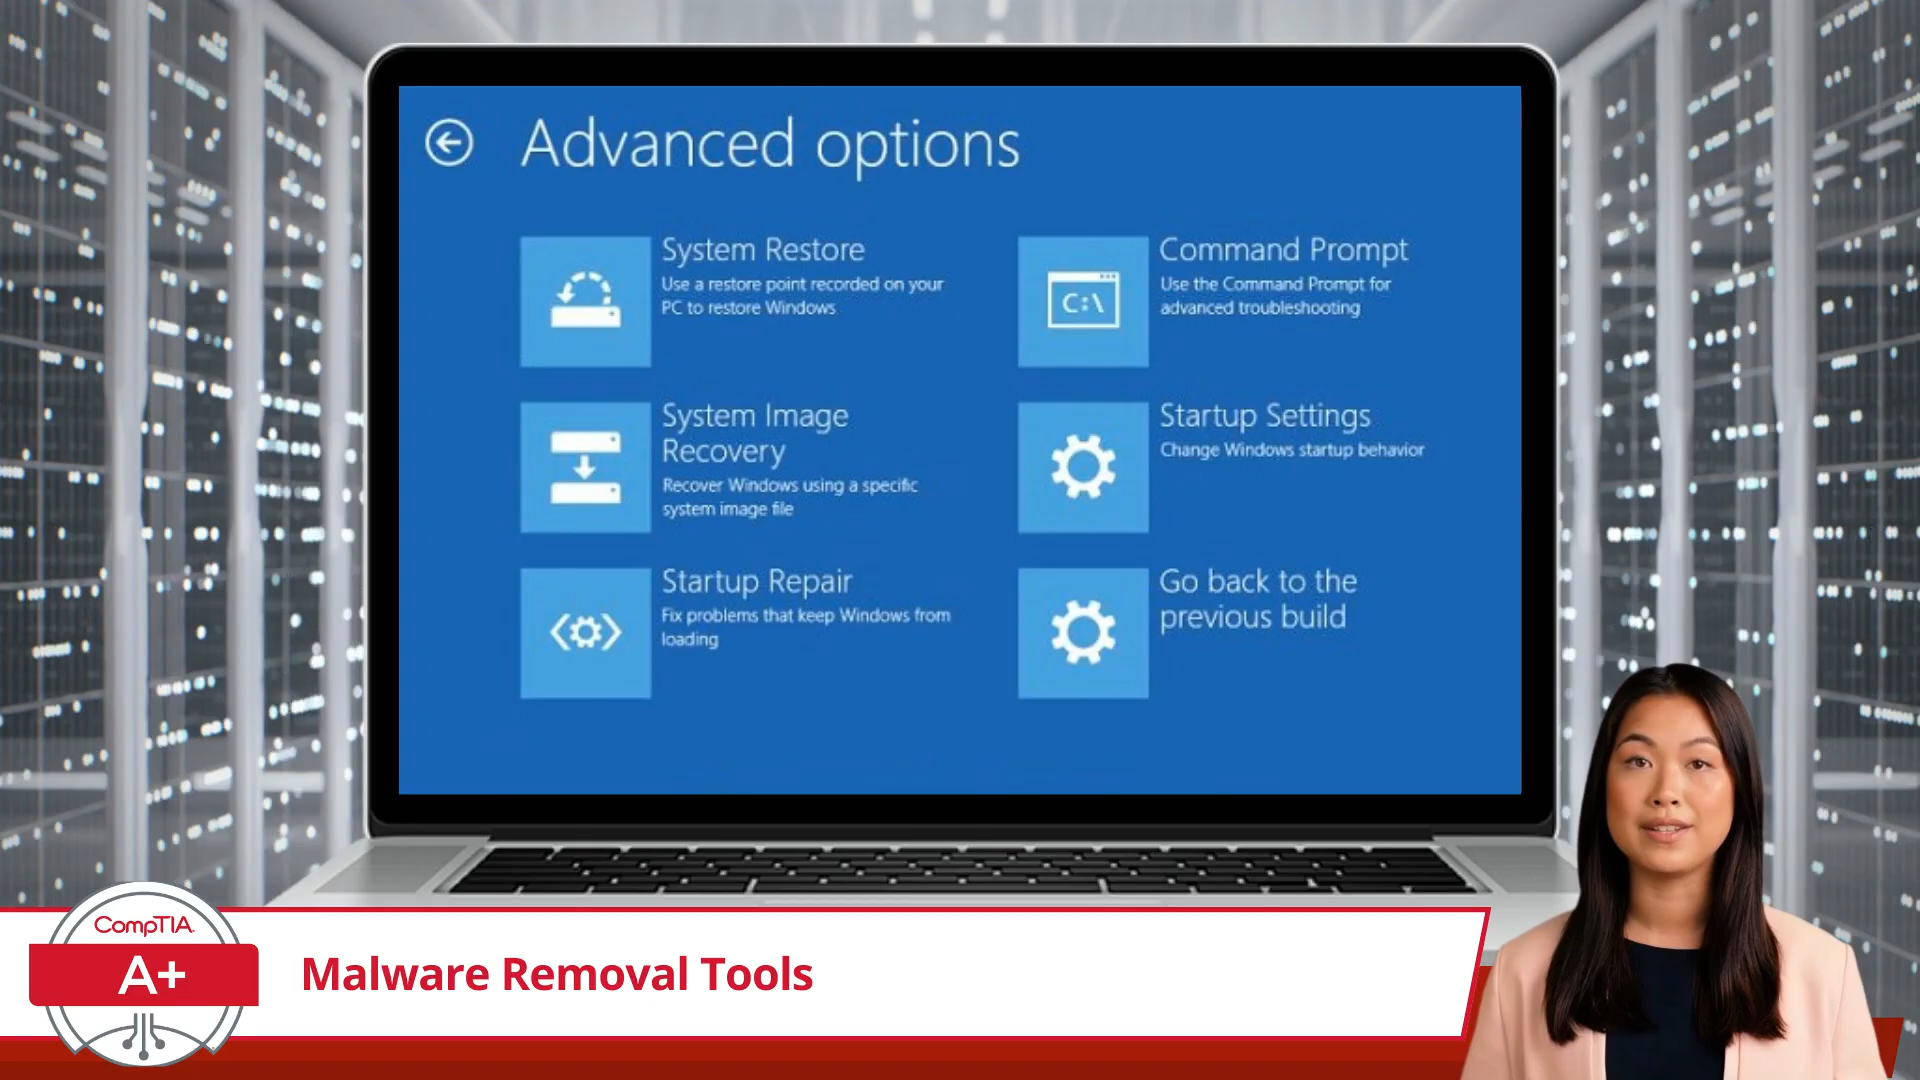 Advanced options
System Restore
Use a restore point recorded on your
PC to restore Windows
Command Prompt
Use the Command Prompt for
advanced troubleshooting
C:\
System Image
Recovery
Recover Windows using a specific
system image file
Startup Settings
Change Windows startup behavior
Startup Repair
Fix problems that keep Windows from
loading
Go back to the
previous build
CompTIA.
A+
Malware Removal Tools